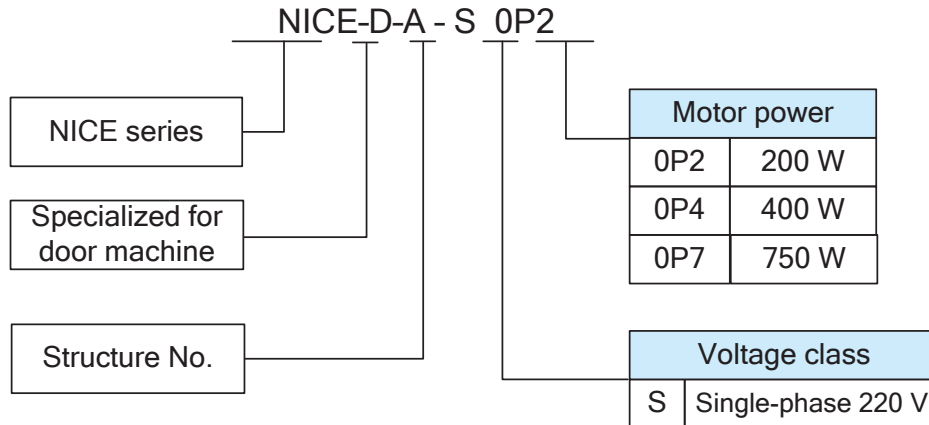 NICE-D-A - S 0P2
NICE series
Specialized for
door machine
Structure No.
Motor power
0P2 200 W
0P4 400 W
0P7 750 W
Voltage class
S Single-phase 220 V